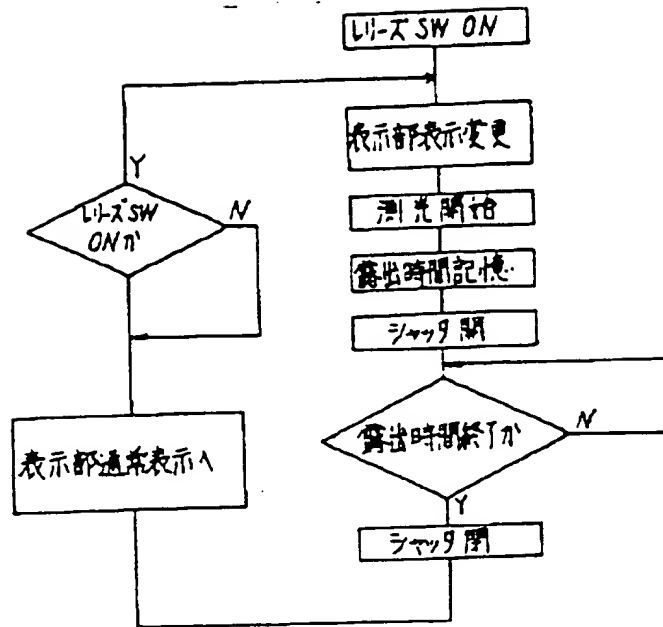 レリーズSW ON
表示部表示変更
測光開始
露出時間記憶
シャッタ開
露出時間終了か
N
Y
シャッタ閉
表示部通常表示へ
レリーズSW
ONか
Y
N